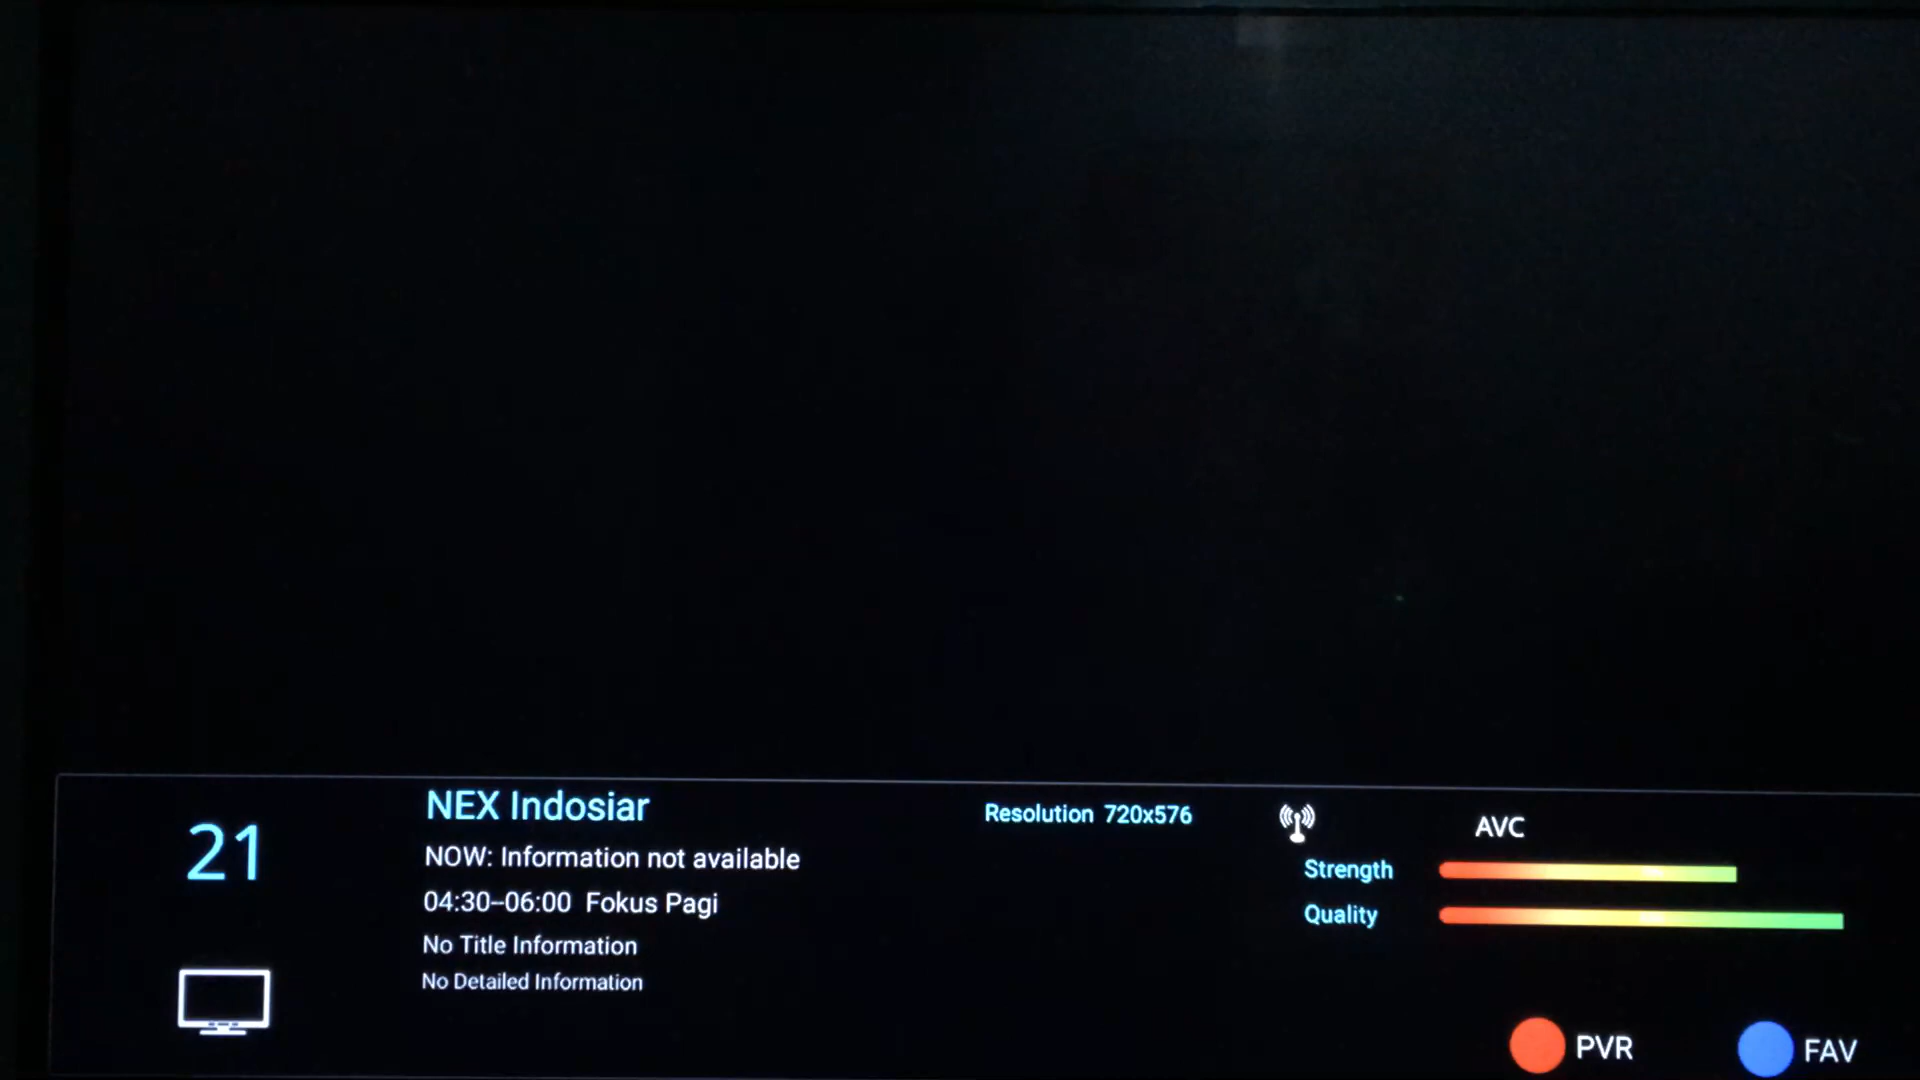 21
NEX Indosiar
NOW: Information not available
04:30–06:00 Fokus Pagi
No Title Information
No Detailed Information
Resolution 720x576
AVC
Strength
Quality
PVR
FAV